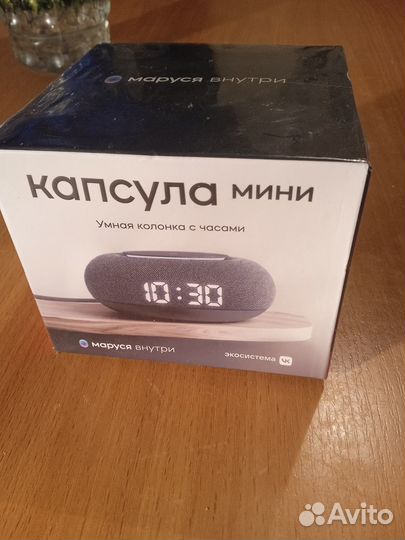 маруся внутри
капсула мини
Умная колонка с часами
10:30
маруся внутри
экосистема VK
Avito